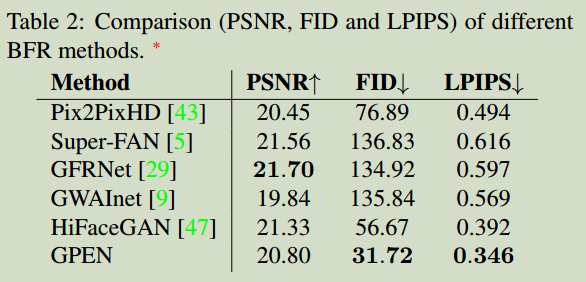 Table 2: Comparison (PSNR, FID and LPIPS) of different
BFR methods. *
Method PSNR↑ FID↓ LPIPS↓
Pix2PixHD [43] 20.45 76.89 0.494
Super-FAN [5] 21.56 136.83 0.616
GFRNet [29] 21.70 134.92 0.597
GWAInet [9] 19.84 135.84 0.569
HiFaceGAN [47] 21.33 56.67 0.392
GPEN 20.80 31.72 0.346